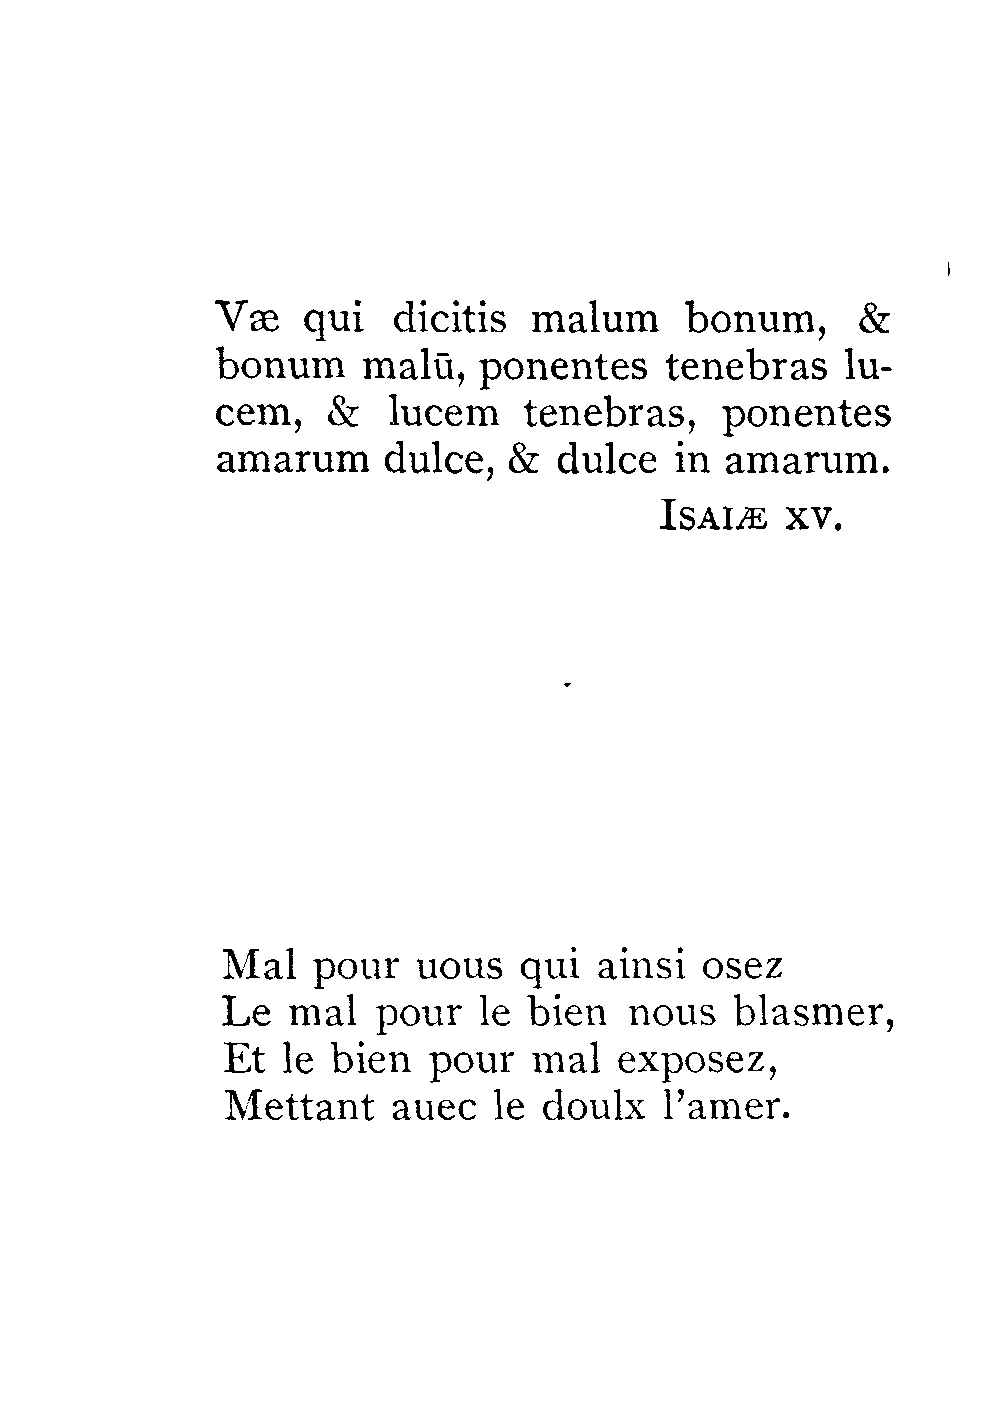 Væ qui dicitis malum bonum, &
bonum malū, ponentes tenebras lu-
cem, & lucem tenebras, ponentes
amarum dulce, & dulce in amarum.
ISAIÆ XV.
Mal pour uous qui ainsi osez
Le mal pour le bien nous blasmer,
Et le bien pour mal exposez,
Mettant auec le doulx l'amer.